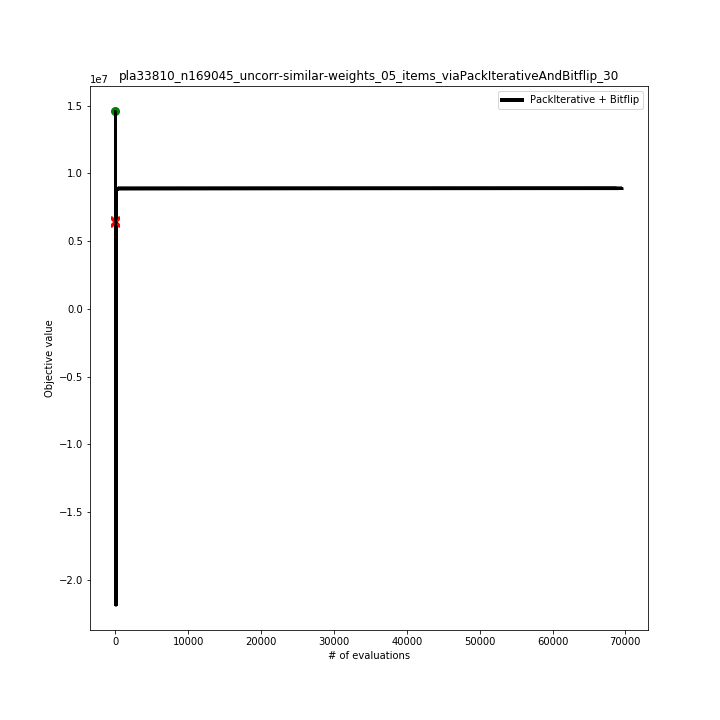 pla33810_n169045_uncorr-similar-weights_05_items_viaPackIterativeAndBitflip_30
1e7
PackIterative + Bitflip
1.5
1.0
0.5
0.0
−0.5
−1.0
−1.5
−2.0
Objective value
0 10000 20000 30000 40000 50000 60000 70000
# of evaluations